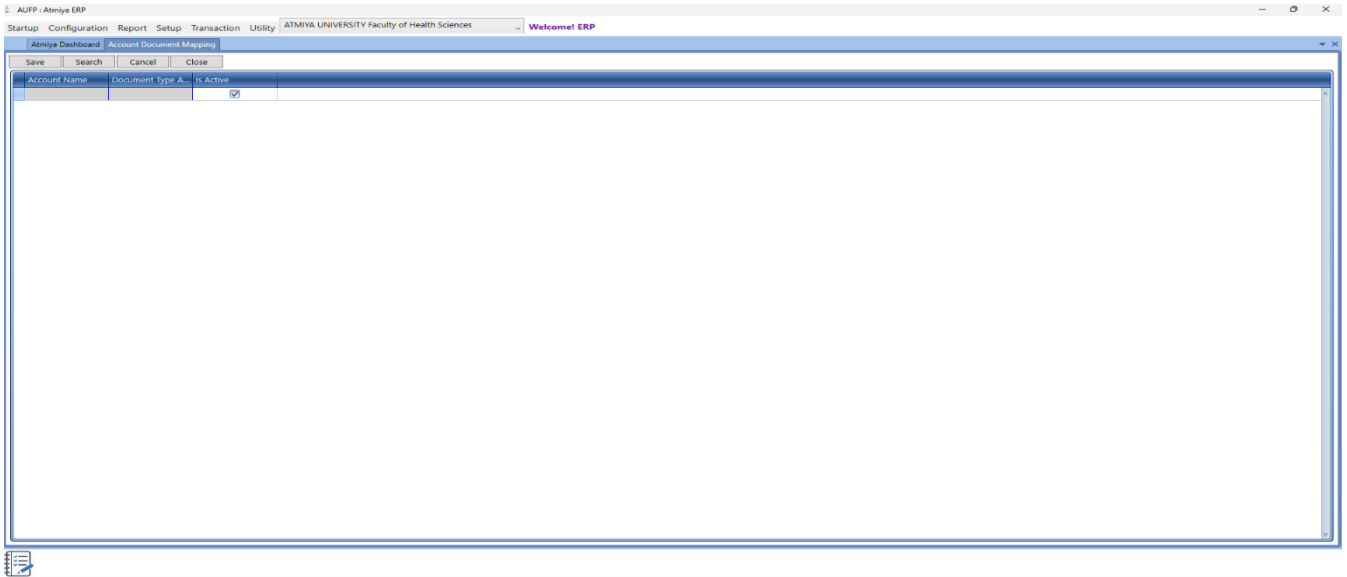 AUFP : Atmiya ERP
Startup Configuration Report Setup Transaction Utility ATMIYA UNIVERSITY Faculty of Health Sciences Welcome! ERP
Atmiya Dashboard Account Document Mapping
Save Search Cancel Close
Account Name Document Type A... Is Active